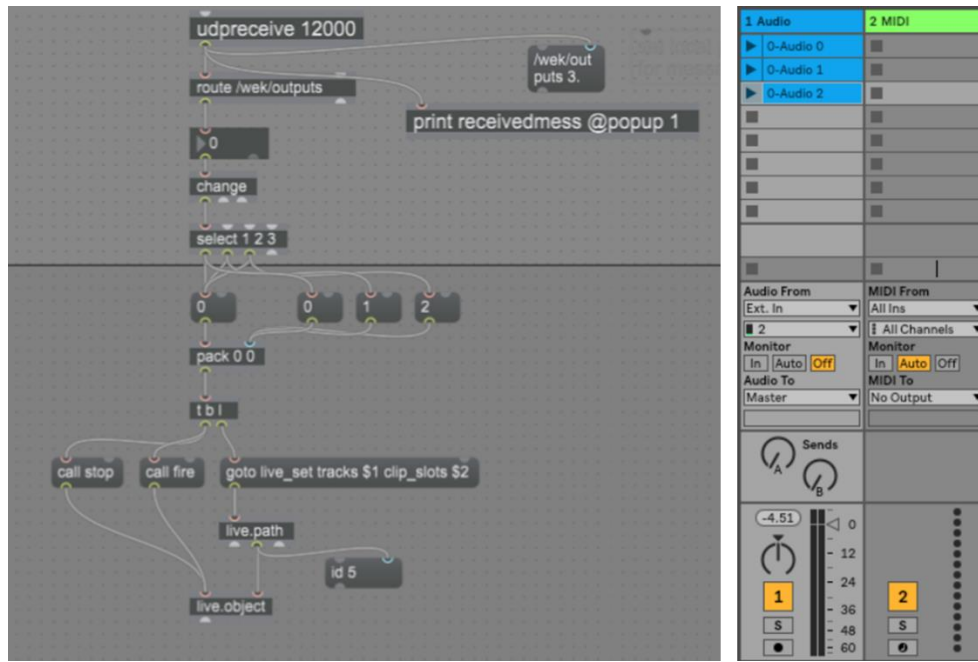 udpreceive 12000
/wek/out
puts 3.
route /wek/outputs
print receivedmess @popup 1
0
change
select 1 2 3
0
0
1
2
pack 0 0
t b l
call stop
call fire
goto live_set tracks $1 clip_slots $2
live.path
id 5
live.object
1 Audio
2 MIDI
0-Audio 0
0-Audio 1
0-Audio 2
Audio From
MIDI From
Ext. In
All Ins
2
All Channels
Monitor
Monitor
In Auto Off
In Auto Off
Audio To
MIDI To
Master
No Output
Sends
A
B
-4.51
0
12
24
36
48
60
1
2
S
S